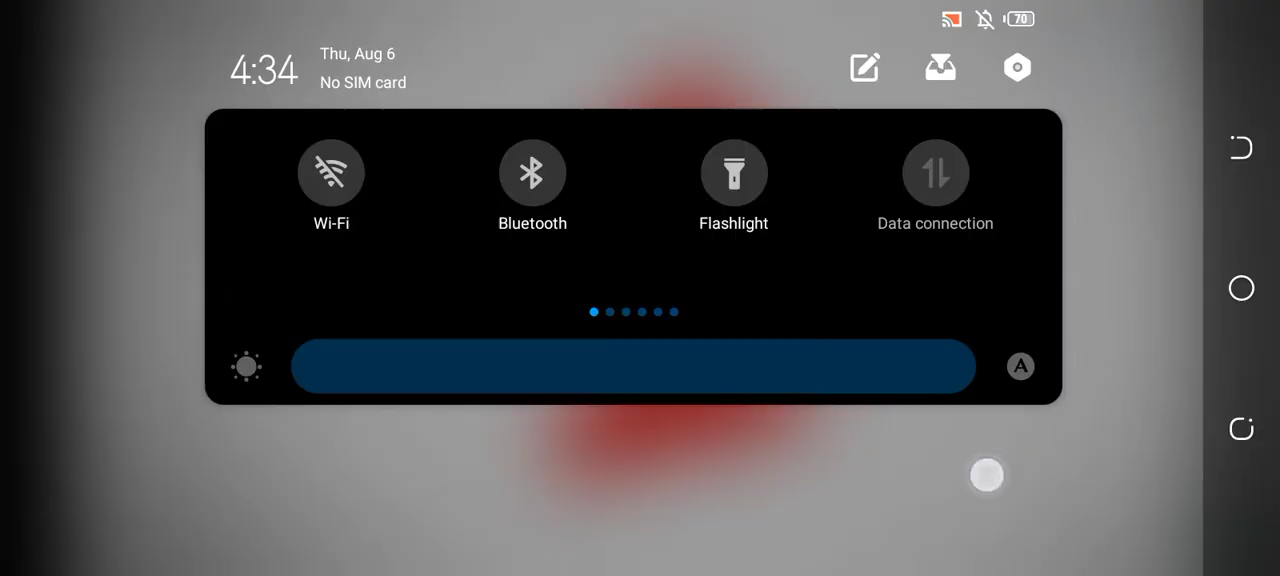 70
4:34
Thu, Aug 6
No SIM card
Wi-Fi
Bluetooth
Flashlight
Data connection
A